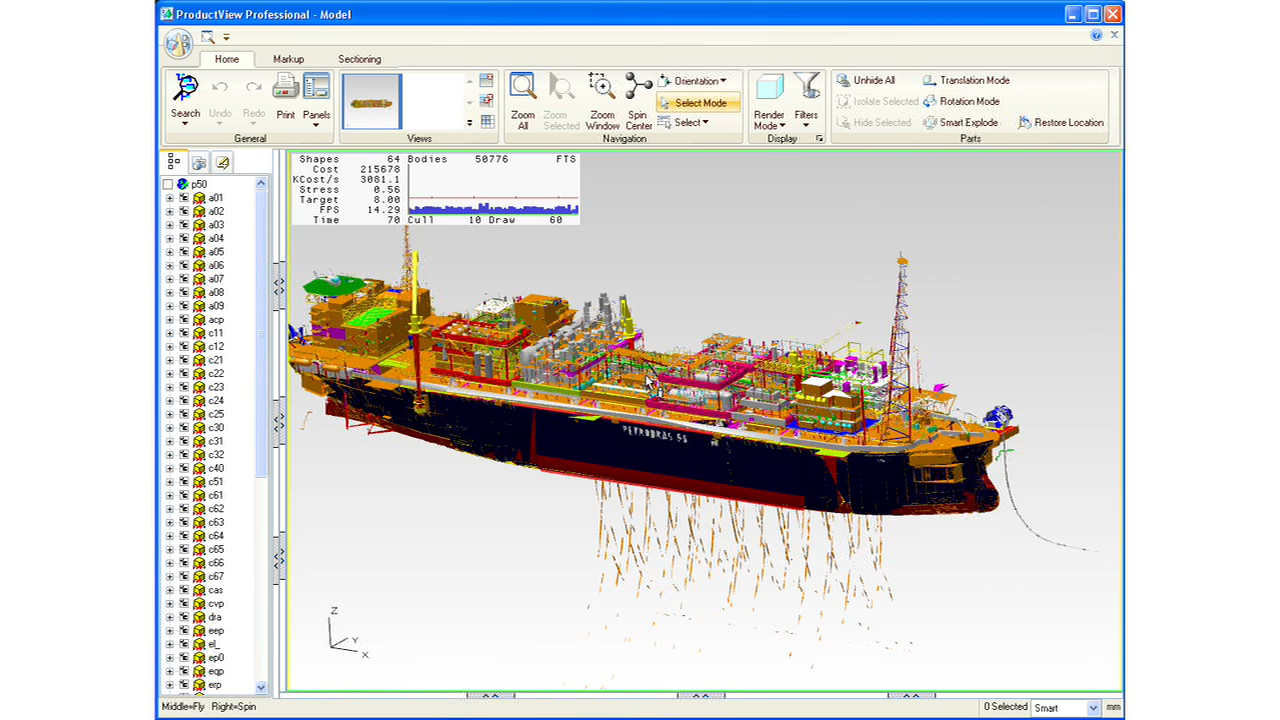 ProductView Professional - Model
Home Markup Sectioning
Search Undo Redo Print Panels
General
Views
Zoom All Zoom Selected Zoom Window Spin Center
Orientation
Select Mode
Select
Navigation
Render Mode Filters
Display
Unhide All Translation Mode
Isolate Selected Rotation Mode
Hide Selected Smart Explode Restore Location
Parts
Shapes 64 Bodies 50776 FTS
Cost 215678
KCost/s 3081.1
Stress 0.56
Target 8.00
FPS 14.29
Time 70 Cull 10 Draw 60
p50
a01
a02
a03
a04
a05
a06
a07
a08
a09
acp
c11
c12
c21
c22
c23
c24
c25
c30
c31
c32
c40
c51
c61
c62
c63
c64
c65
c66
c67
cas
cvp
dra
eep
el_
ep0
eqp
erp
PETROBRAS
Z
Y
X
Middle=Fly Right=Spin 0 Selected Smart mm